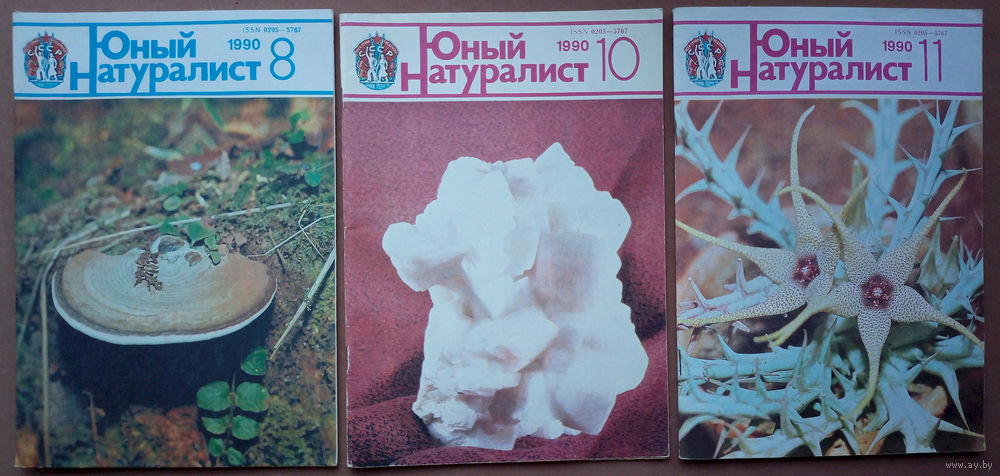 ISSN 0205—5767
Юный
Натуралист
1990 8
СССР
ISSN 0205—5767
Юный
Натуралист
1990 10
СССР
ISSN 0205—5767
Юный
Натуралист
1990 11
СССР
www.ay.by